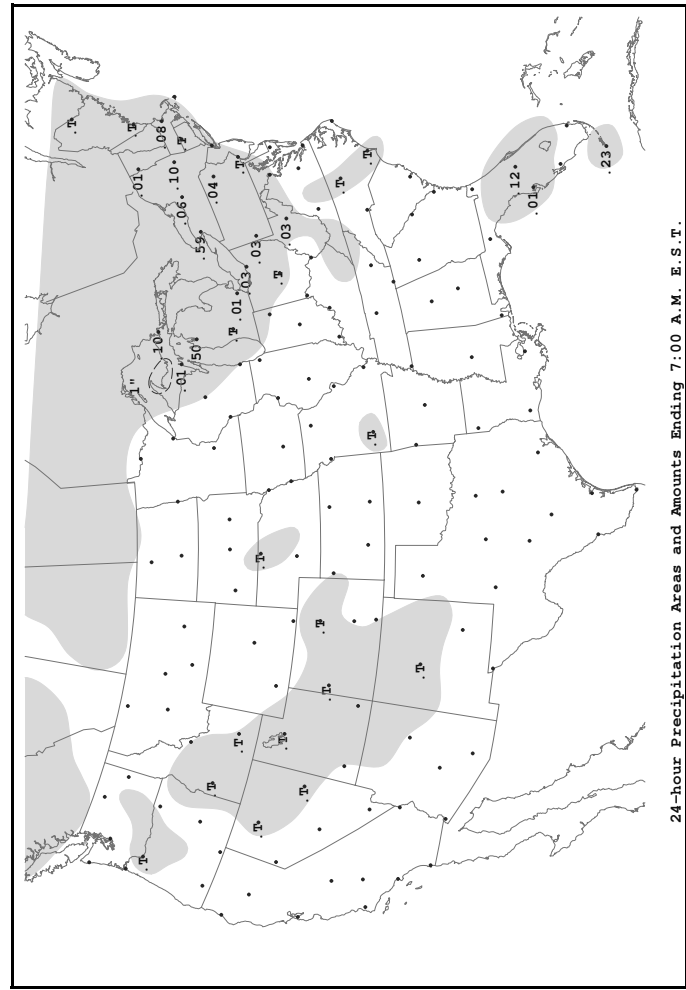 T
T
1"
01
T
10
08
10
01
T
06
50
59
T
04
T
01
T
T
03
03
T
T
T
T
03
T
T
T
T
T
T
T
12
01
23
24-hour Precipitation Areas and Amounts Ending 7:00 A.M. E.S.T.